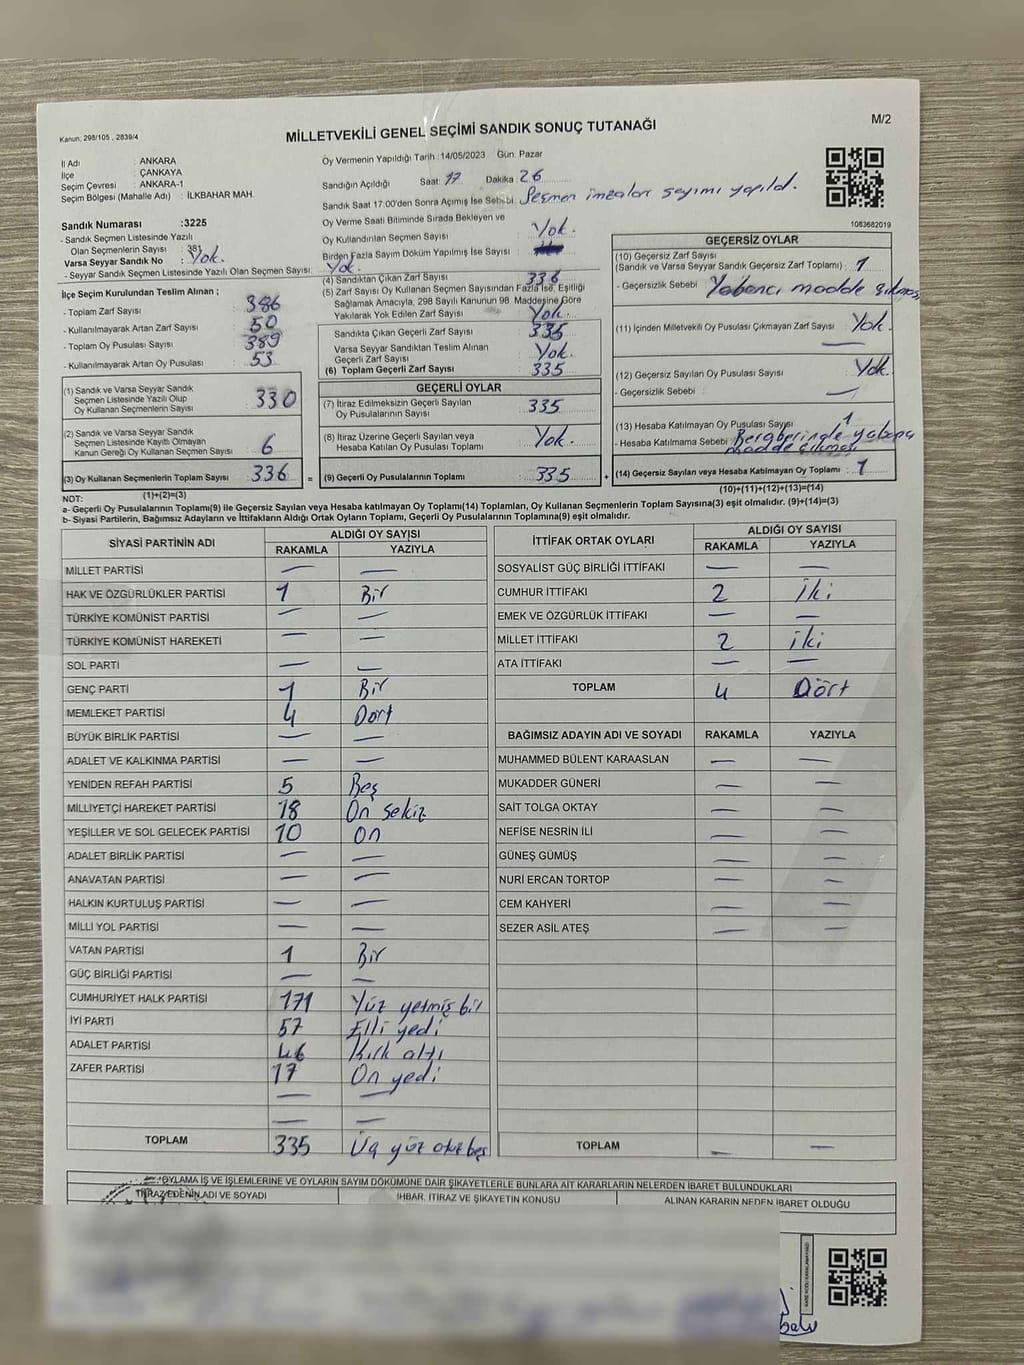 Kanun: 298/105 , 2839/4
MİLLETVEKİLİ GENEL SEÇİMİ SANDIK SONUÇ TUTANAĞI
M/2
İl Adı : ANKARA
İlçe : ÇANKAYA
Seçim Çevresi : ANKARA-1
Seçim Bölgesi (Mahalle Adı) : İLKBAHAR MAH.
Sandık Numarası :3225
- Sandık Seçmen Listesinde Yazılı
Olan Seçmenlerin Sayısı : 381
Varsa Seyyar Sandık No : Yok.
- Seyyar Sandık Seçmen Listesinde Yazılı Olan Seçmen Sayısı: Yok.
Oy Vermenin Yapıldığı Tarih :14/05/2023 Gün: Pazar
Sandığın Açıldığı Saat: 17 Dakika 26
Sandık Saat 17.00'den Sonra Açımış İse Sebebi: Seçmen imzaları sayımı yapıldı.
Oy Verme Saati Bitiminde Sırada Bekleyen ve
Oy Kullandırılan Seçmen Sayısı : Yok.
Birden Fazla Sayım Döküm Yapılmış İse Sayısı :
1083682019
İlçe Seçim Kurulundan Teslim Alınan ;
- Toplam Zarf Sayısı : 386
- Kullanılmayarak Artan Zarf Sayısı : 50
- Toplam Oy Pusulası Sayısı : 389
- Kullanılmayarak Artan Oy Pusulası : 53
(1) Sandık ve Varsa Seyyar Sandık
Seçmen Listesinde Yazılı Olup
Oy Kullanan Seçmenlerin Sayısı : 330
(2) Sandık ve Varsa Seyyar Sandık
Seçmen Listesinde Kayıtlı Olmayan
Kanun Gereği Oy Kullanan Seçmen Sayısı : 6
(3) Oy Kullanan Seçmenlerin Toplam Sayısı : 336
(1)+(2)=(3)
(4) Sandıktan Çıkan Zarf Sayısı : 336
(5) Zarf Sayısı Oy Kullanan Seçmen Sayısından Fazla İse, Eşitliği
Sağlamak Amacıyla, 298 Sayılı Kanunun 98. Maddesine Göre
Yakılarak Yok Edilen Zarf Sayısı : Yok.
Sandıkta Çıkan Geçerli Zarf Sayısı : 335
Varsa Seyyar Sandıktan Teslim Alınan
Geçerli Zarf Sayısı : Yok.
(6) Toplam Geçerli Zarf Sayısı : 335
GEÇERLİ OYLAR
(7) İtiraz Edilmeksizin Geçerli Sayılan
Oy Pusulalarının Sayısı : 335
(8) İtiraz Üzerine Geçerli Sayılan veya
Hesaba Katılan Oy Pusulası Toplamı : Yok.
= (9) Geçerli Oy Pusulalarının Toplamı : 335 +
GEÇERSİZ OYLAR
(10) Geçersiz Zarf Sayısı
(Sandık ve Varsa Seyyar Sandık Geçersiz Zarf Toplamı) : 1
- Geçersizlik Sebebi : Yabancı madde çıkması
(11) İçinden Milletvekili Oy Pusulası Çıkmayan Zarf Sayısı : Yok.
(12) Geçersiz Sayılan Oy Pusulası Sayısı : Yok.
- Geçersizlik Sebebi : —
(13) Hesaba Katılmayan Oy Pusulası Sayısı : 1
- Hesaba Katılmama Sebebi : Beraberinde yabancı
madde çıkması
(14) Geçersiz Sayılan veya Hesaba Katılmayan Oy Toplamı : 1
(10)+(11)+(12)+(13)=(14)
NOT:
a- Geçerli Oy Pusulalarının Toplamı(9) ile Geçersiz Sayılan veya Hesaba katılmayan Oy Toplamı(14) Toplamları, Oy Kullanan Seçmenlerin Toplam Sayısına(3) eşit olmalıdır. (9)+(14)=(3)
b- Siyasi Partilerin, Bağımsız Adayların ve İttifakların Aldığı Ortak Oyların Toplamı, Geçerli Oy Pusulalarının Toplamına(9) eşit olmalıdır.
SİYASİ PARTİNİN ADI ALDIĞI OY SAYISI
RAKAMLA YAZIYLA
MİLLET PARTİSİ — —
HAK VE ÖZGÜRLÜKLER PARTİSİ 1 Bir
TÜRKİYE KOMÜNİST PARTİSİ — —
TÜRKİYE KOMÜNİST HAREKETİ — —
SOL PARTİ — —
GENÇ PARTİ 1 Bir
MEMLEKET PARTİSİ 4 Dört
BÜYÜK BİRLİK PARTİSİ — —
ADALET VE KALKINMA PARTİSİ — —
YENİDEN REFAH PARTİSİ 5 Beş
MİLLİYETÇİ HAREKET PARTİSİ 18 On sekiz
YEŞİLLER VE SOL GELECEK PARTİSİ 10 On
ADALET BİRLİK PARTİSİ — —
ANAVATAN PARTİSİ — —
HALKIN KURTULUŞ PARTİSİ — —
MİLLİ YOL PARTİSİ — —
VATAN PARTİSİ 1 Bir
GÜÇ BİRLİĞİ PARTİSİ — —
CUMHURİYET HALK PARTİSİ 171 Yüz yetmiş bir
İYİ PARTİ 57 Elli yedi
ADALET PARTİSİ 46 Kırk altı
ZAFER PARTİSİ 17 On yedi
— —
— —
TOPLAM 335 Üç yüz otuz beş
İTTİFAK ORTAK OYLARI ALDIĞI OY SAYISI
RAKAMLA YAZIYLA
SOSYALİST GÜÇ BİRLİĞİ İTTİFAKI — —
CUMHUR İTTİFAKI 2 İki
EMEK VE ÖZGÜRLÜK İTTİFAKI — —
MİLLET İTTİFAKI 2 İki
ATA İTTİFAKI — —
TOPLAM 4 Dört
BAĞIMSIZ ADAYIN ADI VE SOYADI RAKAMLA YAZIYLA
MUHAMMED BÜLENT KARAASLAN — —
MUKADDER GÜNERİ — —
SAİT TOLGA OKTAY — —
NEFİSE NESRİN İLİ — —
GÜNEŞ GÜMÜŞ — —
NURİ ERCAN TORTOP — —
CEM KAHYERİ — —
SEZER ASİL ATEŞ — —
TOPLAM — —
OYLAMA İŞ VE İŞLEMLERİNE VE OYLARIN SAYIM DÖKÜMÜNE DAİR ŞİKAYETLERLE BUNLARA AİT KARARLARIN NELERDEN İBARET BULUNDUKLARI
İTİRAZ EDENİN ADI VE SOYADI İHBAR, İTİRAZ VE ŞİKAYETİN KONUSU ALINAN KARARIN NEDEN İBARET OLDUĞU